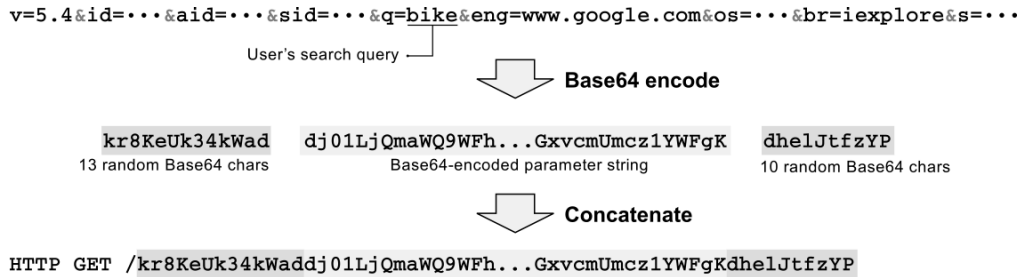 v=5.4&id=···&aid=···&sid=···&q=bike&eng=www.google.com&os=···&br=iexplore&s=···
User's search query
Base64 encode
kr8KeUk34kWad dj01LjQmaWQ9WFh...GxvcmUmcz1YWFgK dhelJtfzYP
13 random Base64 chars Base64-encoded parameter string 10 random Base64 chars
Concatenate
HTTP GET /kr8KeUk34kWaddj01LjQmaWQ9WFh...GxvcmUmcz1YWFgKdhelJtfzYP